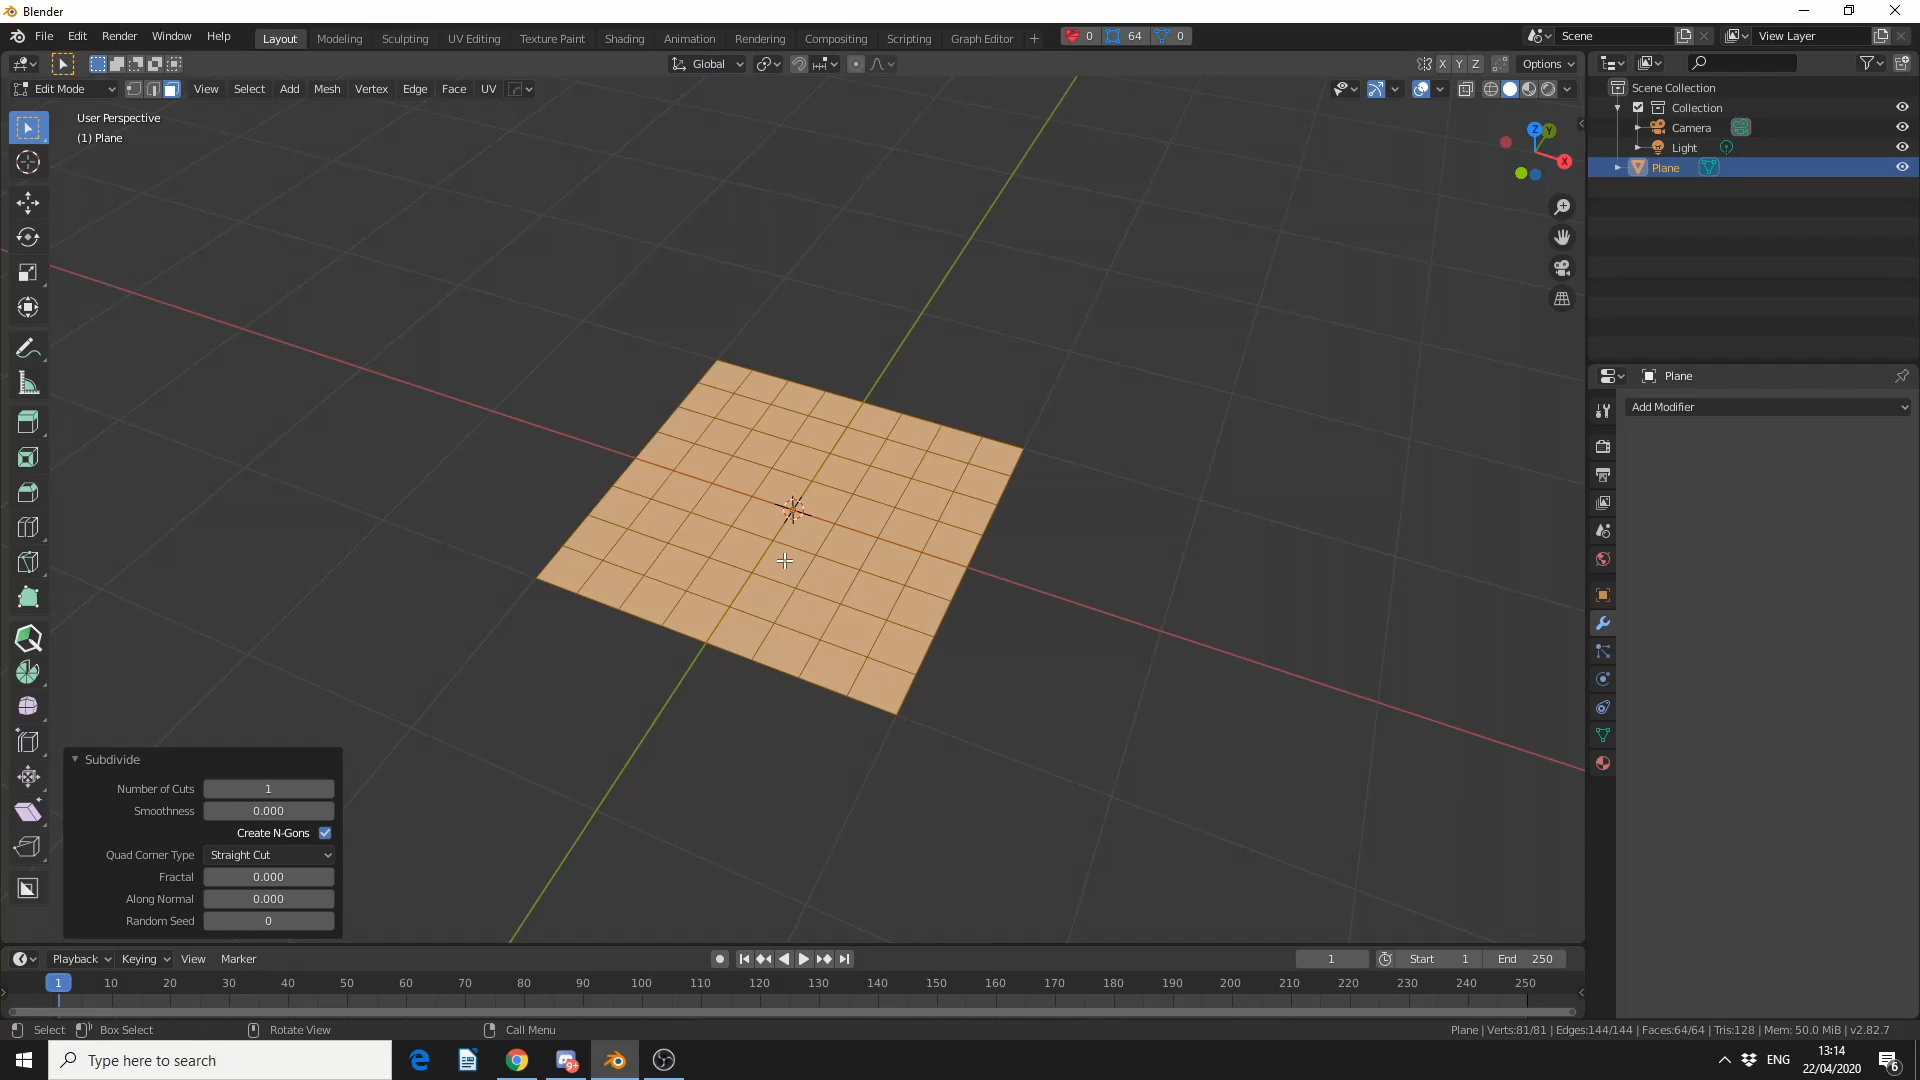 Blender
File Edit Render Window Help
Layout Modeling Sculpting UV Editing Texture Paint Shading Animation Rendering Compositing Scripting Graph Editor +
0 64 0
Scene
View Layer
Global
X Y Z
Options
Edit Mode
View Select Add Mesh Vertex Edge Face UV
User Perspective
(1) Plane
Z Y X
Scene Collection
Collection
Camera
Light
Plane
Plane
Add Modifier
Subdivide
Number of Cuts 1
Smoothness 0.000
Create N-Gons
Quad Corner Type Straight Cut
Fractal 0.000
Along Normal 0.000
Random Seed 0
Playback Keying View Marker
1
Start 1
End 250
1 10 20 30 40 50 60 70 80 90 100 110 120 130 140 150 160 170 180 190 200 210 220 230 240 250
Select Box Select Rotate View Call Menu
Plane | Verts:81/81 | Edges:144/144 | Faces:64/64 | Tris:128 | Mem: 50.0 MiB | v2.82.7
Type here to search
9+
ENG
13:14
22/04/2020
6